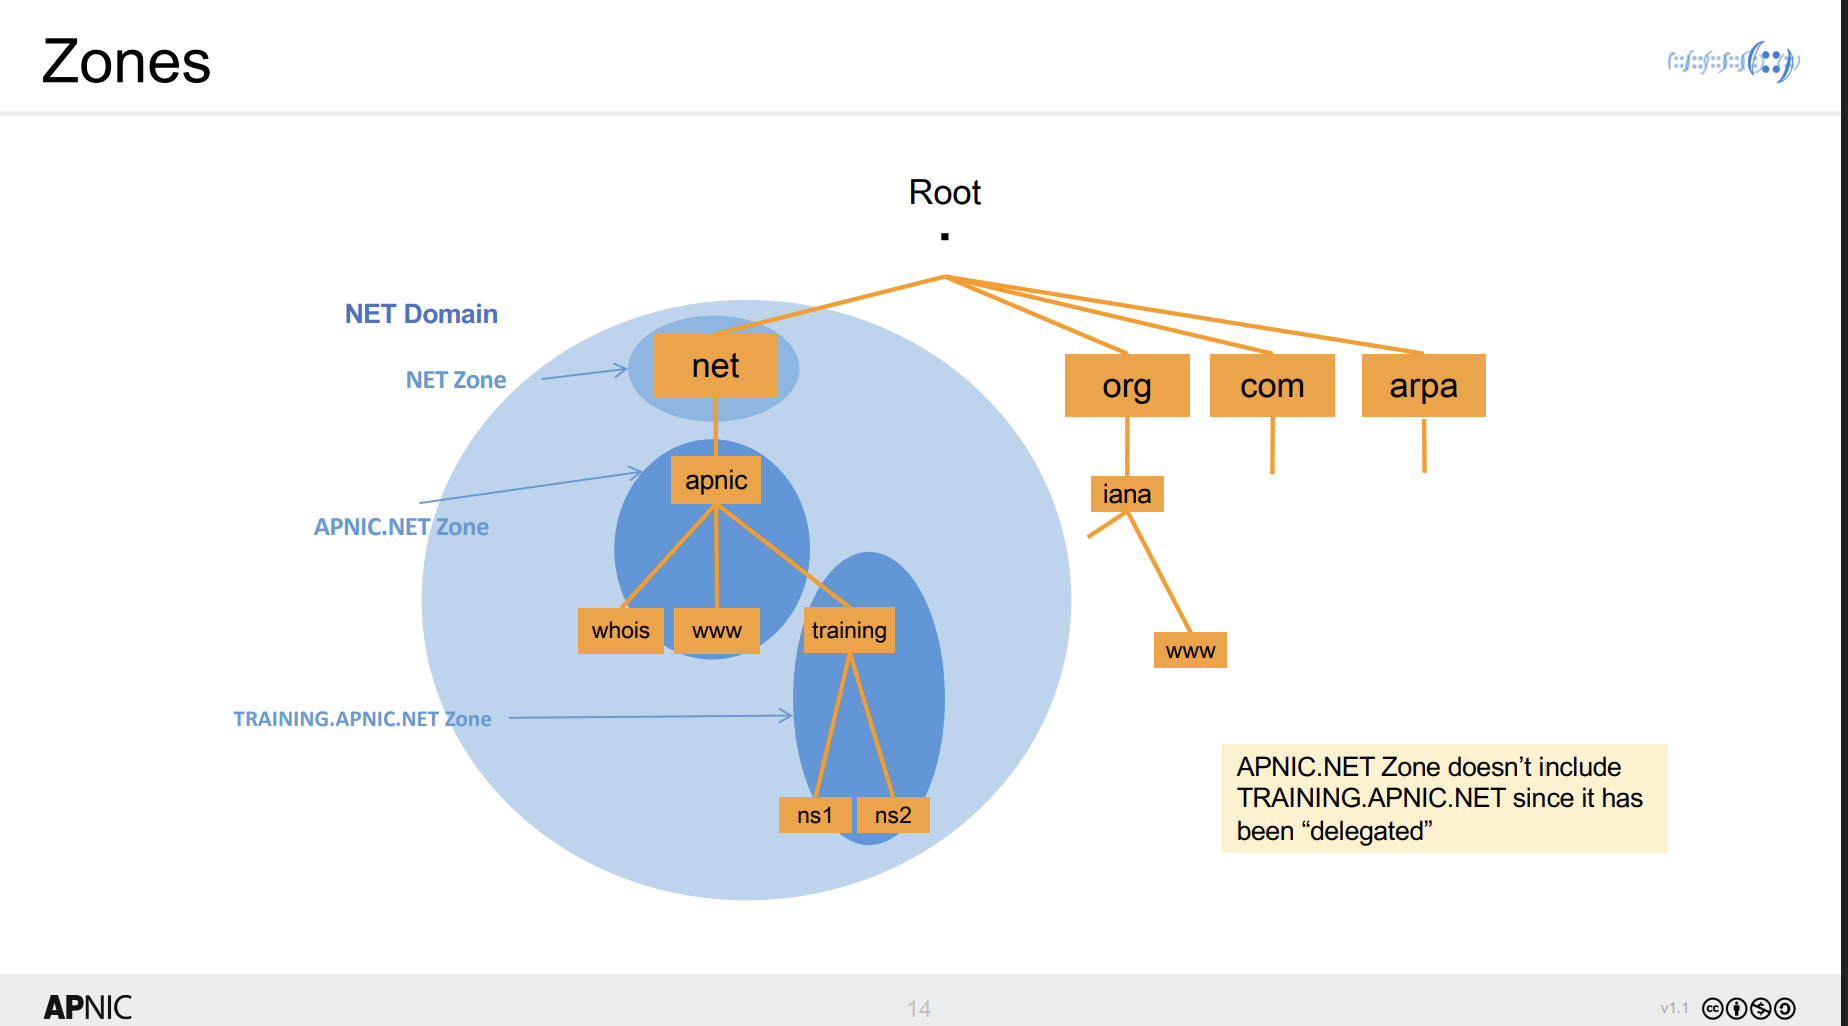 Zones
Root
.
NET Domain
NET Zone
net
org
com
arpa
APNIC.NET Zone
apnic
iana
whois
www
training
www
TRAINING.APNIC.NET Zone
ns1
ns2
APNIC.NET Zone doesn’t include
TRAINING.APNIC.NET since it has
been “delegated”
APNIC
14
v1.1
cc